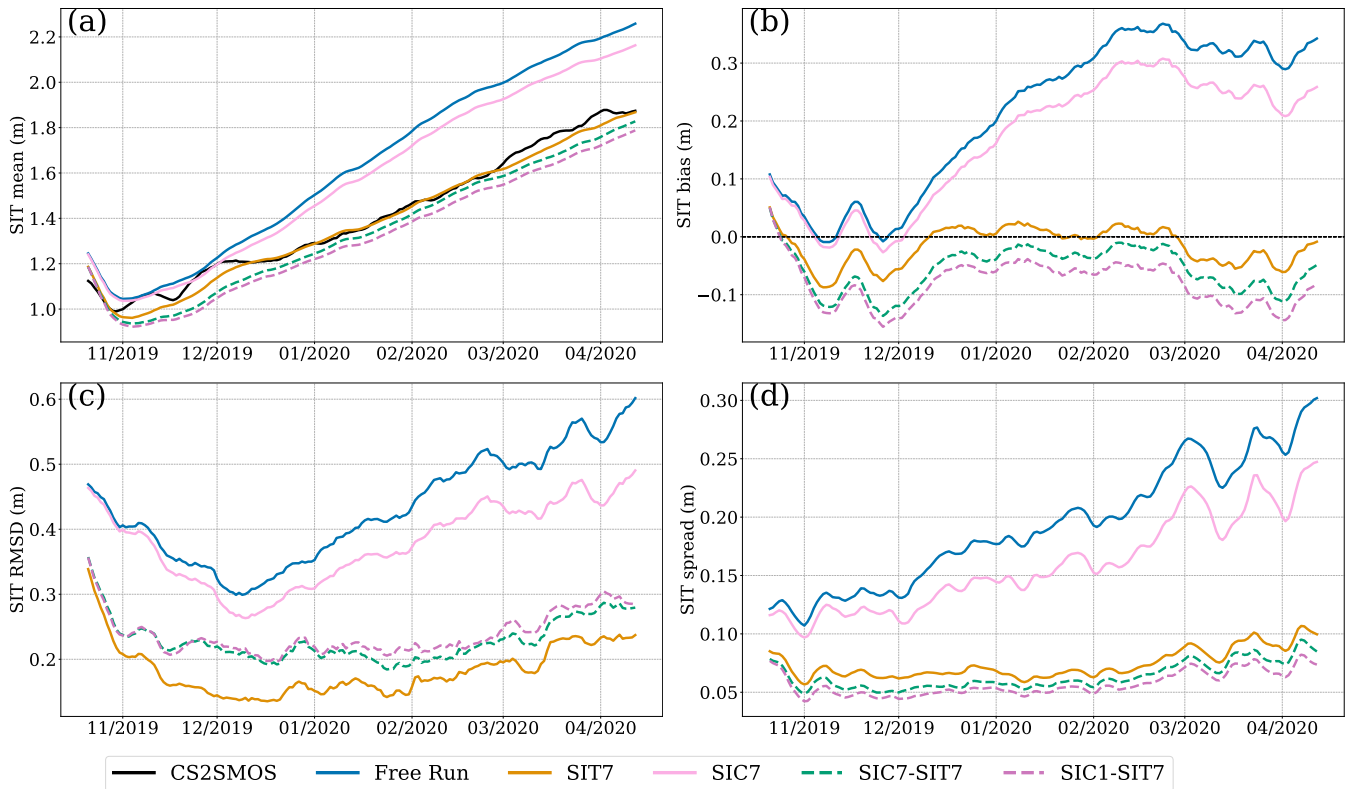 (a)
SIT mean (m)
2.2
2.0
1.8
1.6
1.4
1.2
1.0
11/2019 12/2019 01/2020 02/2020 03/2020 04/2020
(b)
SIT bias (m)
0.3
0.2
0.1
0.0
−0.1
11/2019 12/2019 01/2020 02/2020 03/2020 04/2020
(c)
SIT RMSD (m)
0.6
0.5
0.4
0.3
0.2
11/2019 12/2019 01/2020 02/2020 03/2020 04/2020
(d)
SIT spread (m)
0.30
0.25
0.20
0.15
0.10
0.05
11/2019 12/2019 01/2020 02/2020 03/2020 04/2020
CS2SMOS Free Run SIT7 SIC7 SIC7-SIT7 SIC1-SIT7